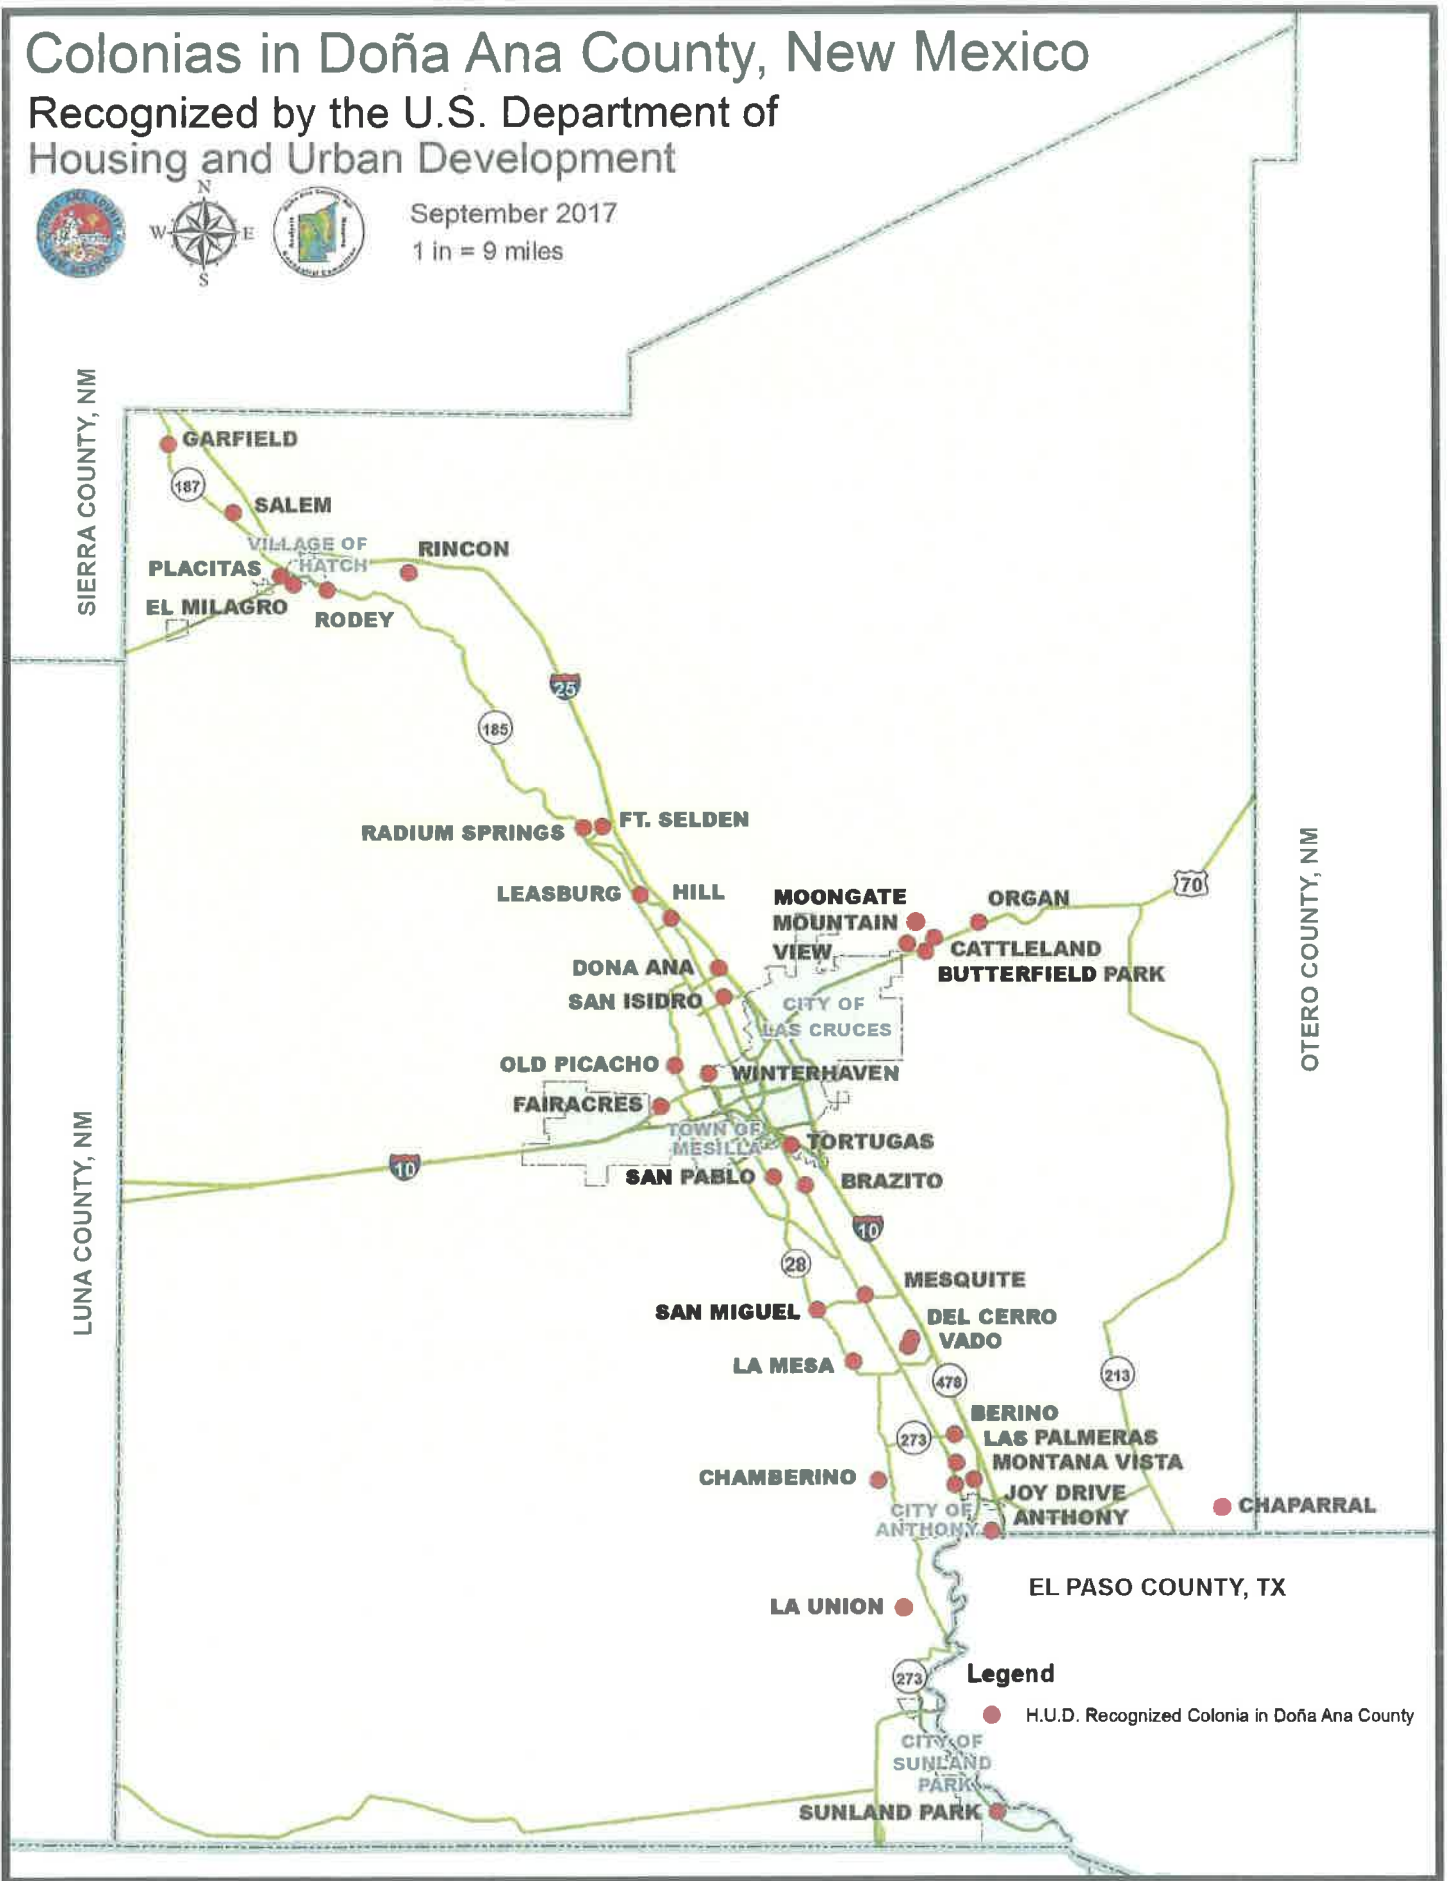 Colonias in Doña Ana County, New Mexico
Recognized by the U.S. Department of
Housing and Urban Development
N
W
E
S
September 2017
1 in = 9 miles
SIERRA COUNTY, NM
GARFIELD
187
SALEM
VILLAGE OF
HATCH
RINCON
PLACITAS
EL MILAGRO
RODEY
25
185
RADIUM SPRINGS
FT. SELDEN
LEASBURG
HILL
MOONGATE
MOUNTAIN
VIEW
ORGAN
70
CATTLELAND
BUTTERFIELD PARK
OTERO COUNTY, NM
DONA ANA
SAN ISIDRO
CITY OF
LAS CRUCES
OLD PICACHO
WINTERHAVEN
FAIRACRES
TOWN OF
MESILLA
TORTUGAS
10
SAN PABLO
BRAZITO
LUNA COUNTY, NM
10
28
MESQUITE
SAN MIGUEL
DEL CERRO
VADO
LA MESA
478
213
BERINO
273
LAS PALMERAS
MONTANA VISTA
CHAMBERINO
JOY DRIVE
CITY OF
ANTHONY
ANTHONY
CHAPARRAL
EL PASO COUNTY, TX
LA UNION
273
Legend
H.U.D. Recognized Colonia in Doña Ana County
CITY OF
SUNLAND
PARK
SUNLAND PARK